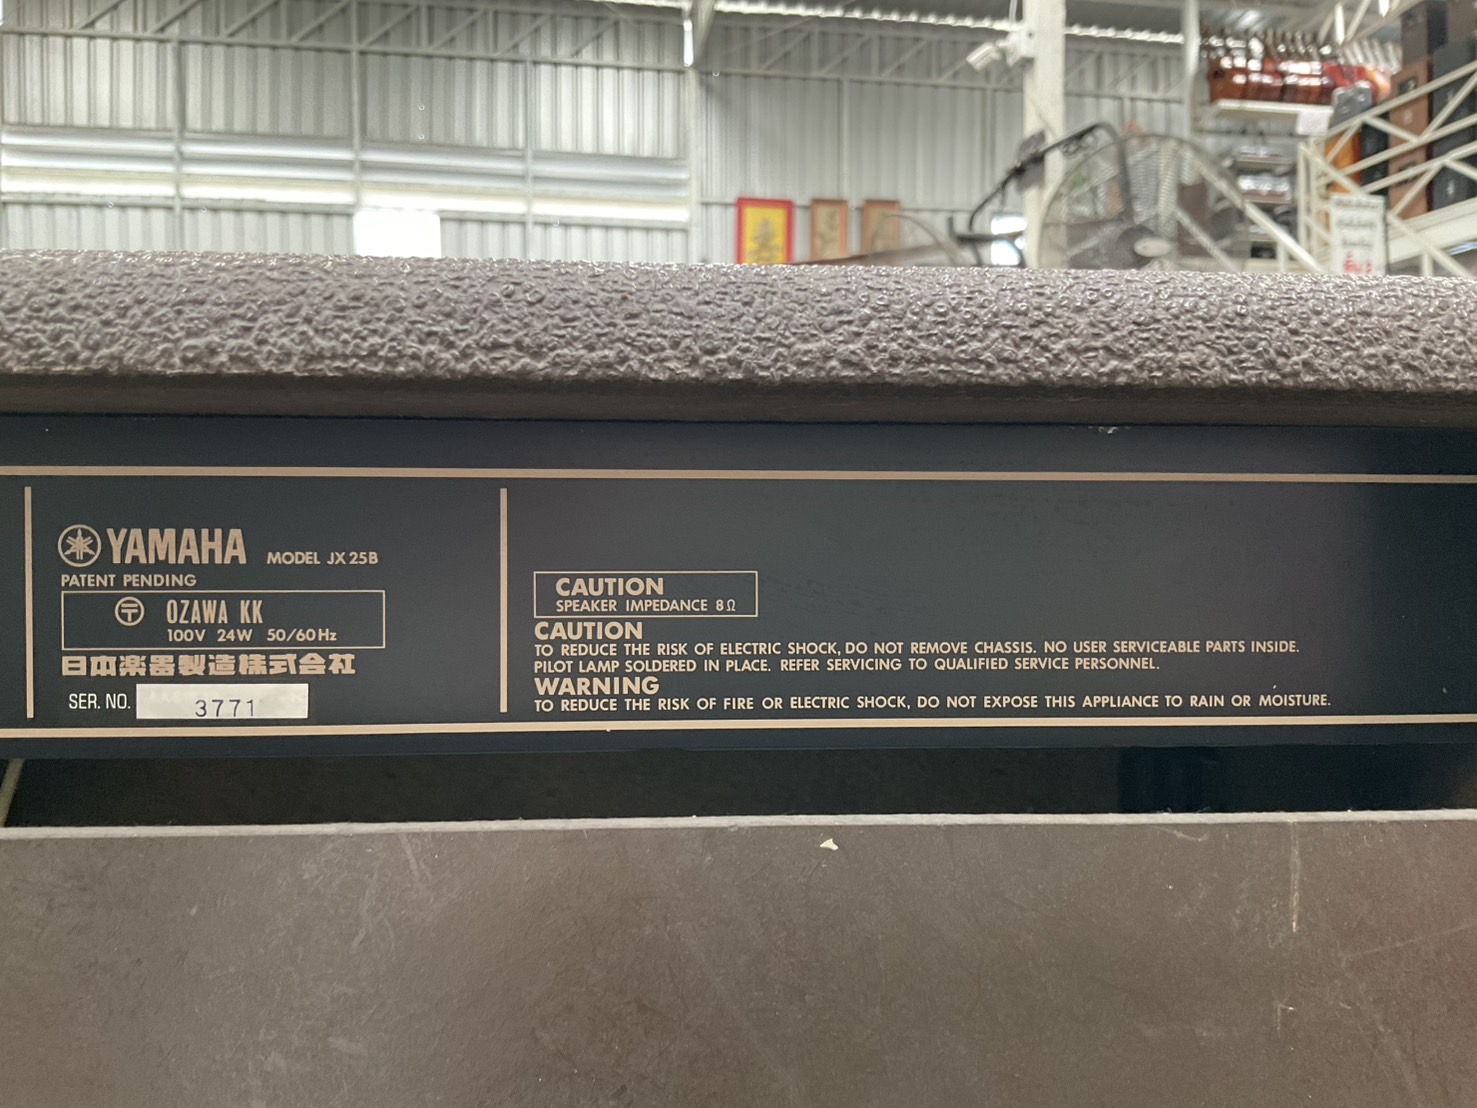 YAMAHA MODEL JX25B
PATENT PENDING
〒 OZAWA KK
100V 24W 50/60Hz
日本楽器製造株式会社
SER. NO. 3771
CAUTION
SPEAKER IMPEDANCE 8Ω
CAUTION
TO REDUCE THE RISK OF ELECTRIC SHOCK, DO NOT REMOVE CHASSIS. NO USER SERVICEABLE PARTS INSIDE.
PILOT LAMP SOLDERED IN PLACE. REFER SERVICING TO QUALIFIED SERVICE PERSONNEL.
WARNING
TO REDUCE THE RISK OF FIRE OR ELECTRIC SHOCK, DO NOT EXPOSE THIS APPLIANCE TO RAIN OR MOISTURE.